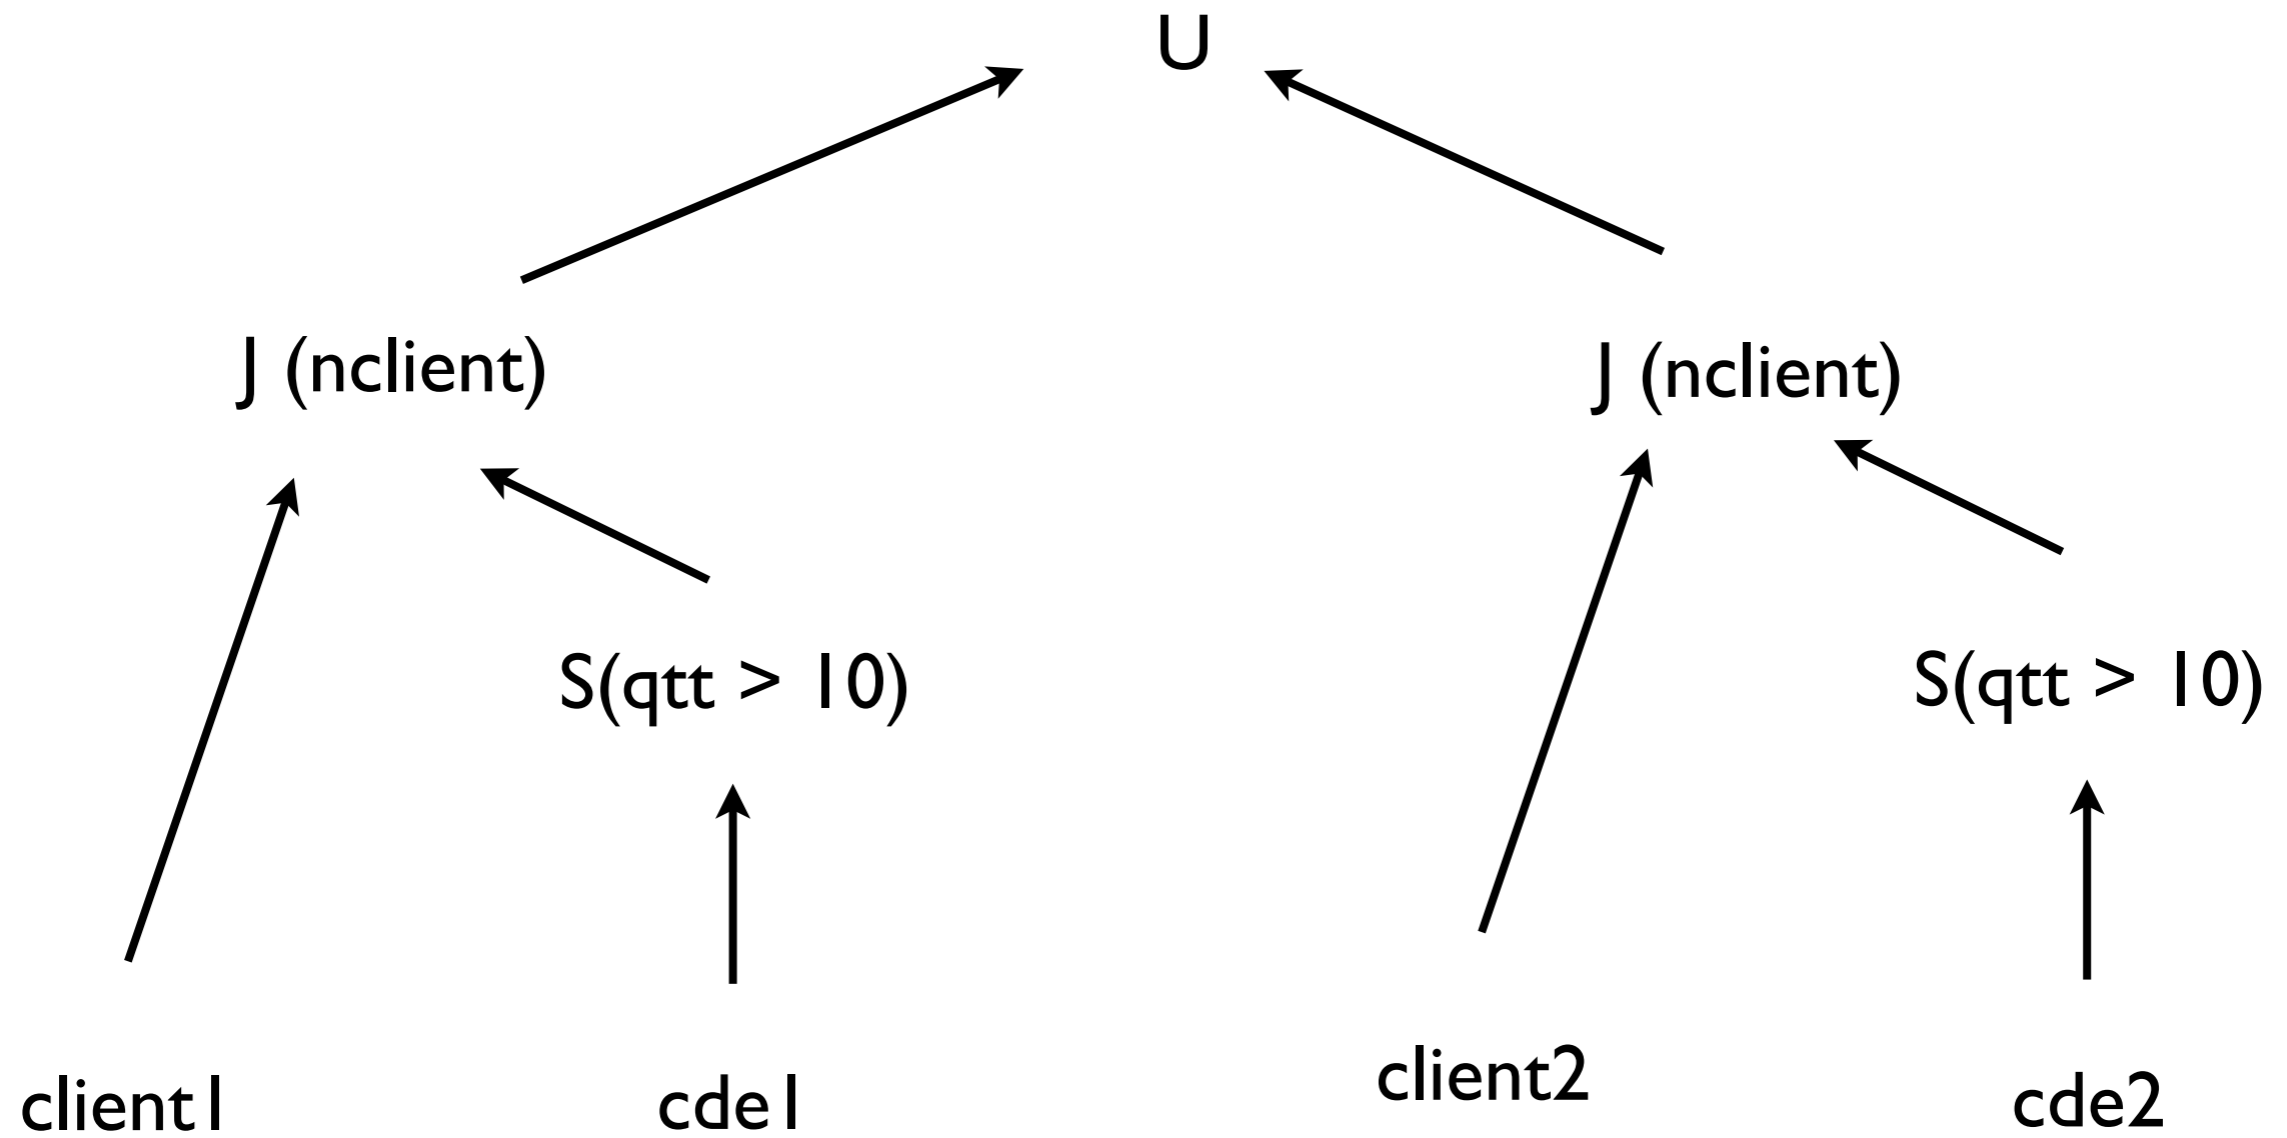 U
J (nclient)
J (nclient)
S(qtt > 10)
S(qtt > 10)
client1
cde1
client2
cde2